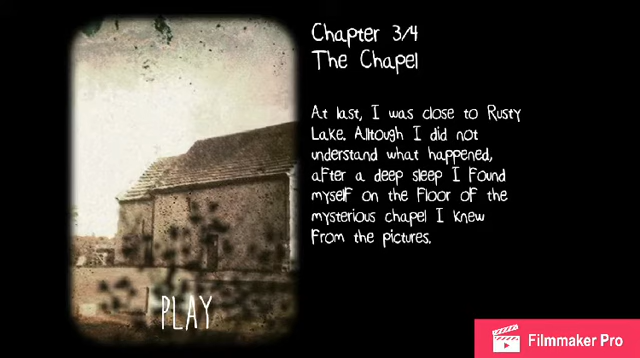 Chapter 3/4
The Chapel
At last, I was close to Rusty
Lake. Alltough I did not
understand what happened,
after a deep sleep I found
myself on the floor of the
mysterious chapel I knew
from the pictures.
PLAY
Filmmaker Pro